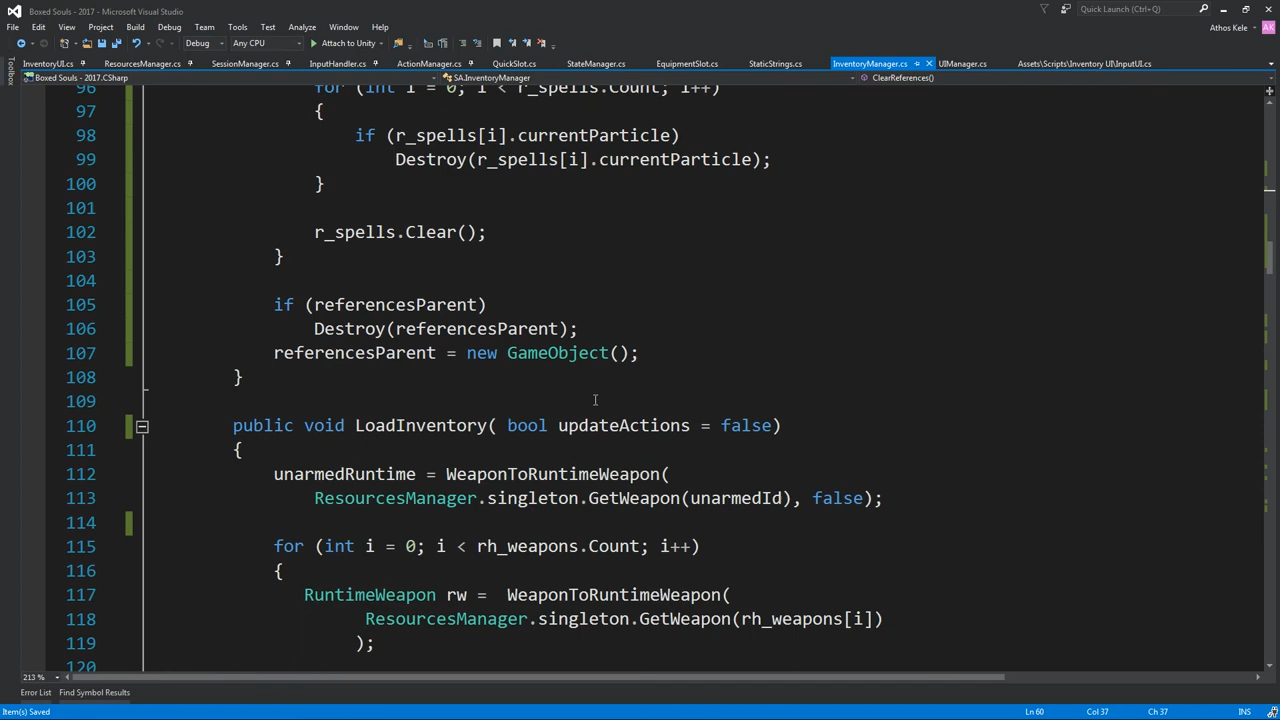 Boxed Souls - 2017 - Microsoft Visual Studio
Quick Launch (Ctrl+Q)
File Edit View Project Build Debug Team Tools Test Analyze Window Help
Athos Kele AK
Debug Any CPU Attach to Unity
Toolbox
InventoryUI.cs ResourcesManager.cs SessionManager.cs InputHandler.cs ActionManager.cs QuickSlot.cs StateManager.cs EquipmentSlot.cs StaticStrings.cs InventoryManager.cs UIManager.cs Assets\Scripts\Inventory UI\InputUI.cs
Boxed Souls - 2017.CSharp SA.InventoryManager ClearReferences()
96 for (int i = 0; i < r_spells.Count; i++)
97 {
98 if (r_spells[i].currentParticle)
99 Destroy(r_spells[i].currentParticle);
100 }
101
102 r_spells.Clear();
103 }
104
105 if (referencesParent)
106 Destroy(referencesParent);
107 referencesParent = new GameObject();
108 }
109
110 public void LoadInventory( bool updateActions = false)
111 {
112 unarmedRuntime = WeaponToRuntimeWeapon(
113 ResourcesManager.singleton.GetWeapon(unarmedId), false);
114
115 for (int i = 0; i < rh_weapons.Count; i++)
116 {
117 RuntimeWeapon rw = WeaponToRuntimeWeapon(
118 ResourcesManager.singleton.GetWeapon(rh_weapons[i])
119 );
120
213 %
Error List Find Symbol Results
Item(s) Saved Ln 60 Col 37 Ch 37 INS